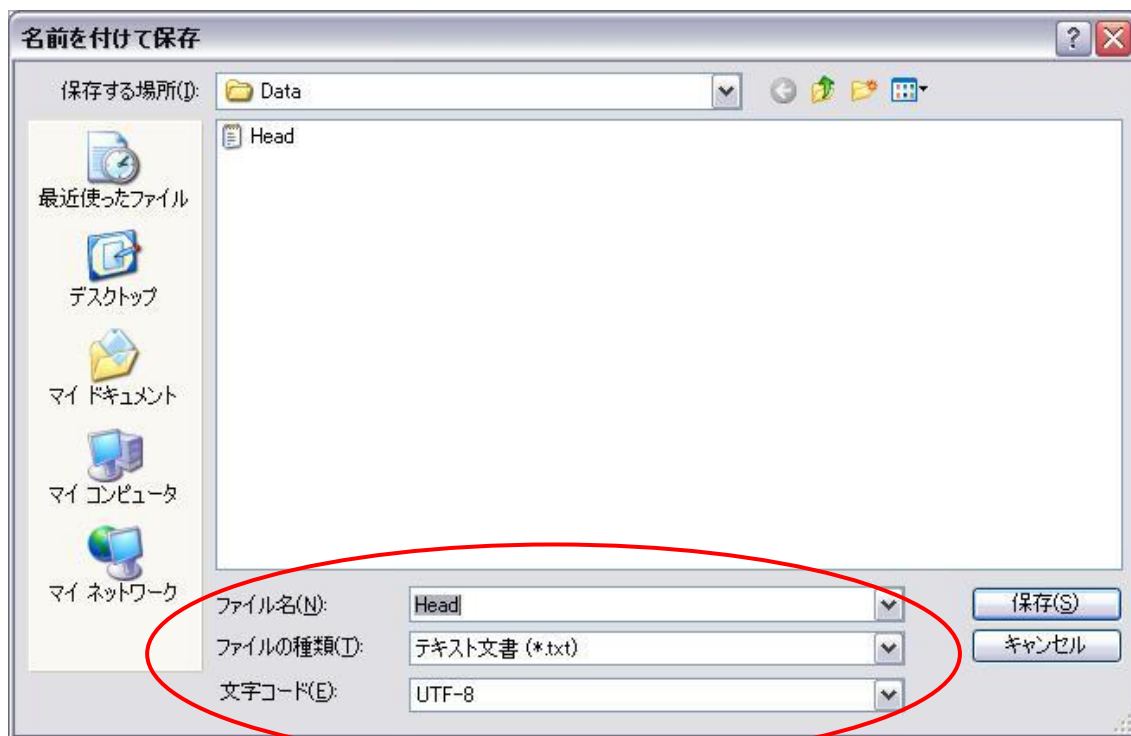 名前を付けて保存
保存する場所(I):
Data
Head
最近使ったファイル
デスクトップ
マイ ドキュメント
マイ コンピュータ
マイ ネットワーク
ファイル名(N):
Head
保存(S)
ファイルの種類(T):
テキスト文書 (*.txt)
キャンセル
文字コード(E):
UTF-8